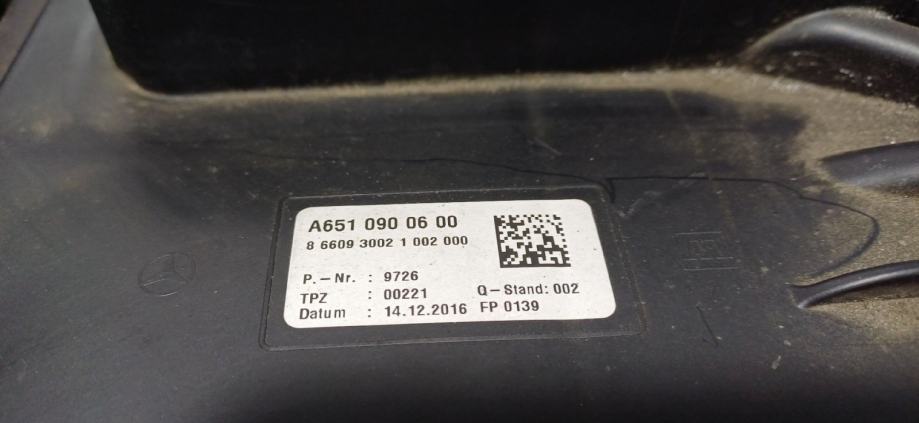 A651 090 06 00
8 6609 3002 1 002 000
P.-Nr. : 9726
TPZ : 00221 Q-Stand: 002
Datum : 14.12.2016 FP 0139